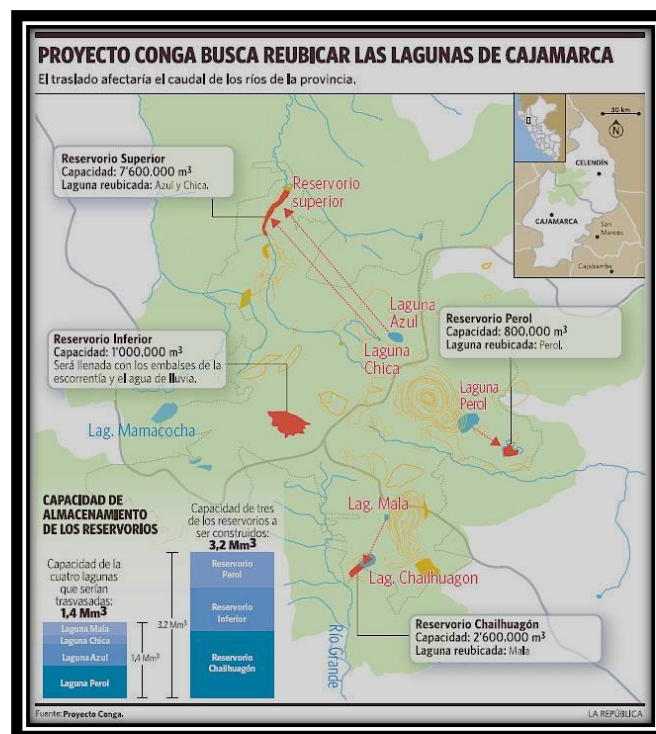 PROYECTO CONGA BUSCA REUBICAR LAS LAGUNAS DE CAJAMARCA
El traslado afectaría el caudal de los ríos de la provincia.
30 km
N
CELENDÍN
CAJAMARCA
San
Marcos
Cajabamba
Reservorio Superior
Capacidad: 7'600.000 m³
Laguna reubicada: Azul y Chica.
Reservorio
superior
Laguna
Azul
Laguna
Chica
Reservorio Perol
Capacidad: 800,000 m³
Laguna reubicada: Perol.
Reservorio Inferior
Capacidad: 1'000,000 m³
Será llenada con los embalses de la
escorrentía y el agua de lluvia.
Laguna
Perol
Lag. Mamacocha
Lag. Mala
Lag. Chailhuagon
Río Grande
Reservorio Chailhuagón
Capacidad: 2'600.000 m³
Laguna reubicada: Mala
CAPACIDAD DE
ALMACENAMIENTO
DE LOS RESERVORIOS
Capacidad de la
cuatro lagunas
que serían
trasvasadas:
1,4 Mm³
Laguna Mala
Laguna Chica
Laguna Azul
Laguna Perol
1,4 Mm³
3,2 Mm³
Capacidad de tres
de los reservorios a
ser construidos:
3,2 Mm³
Reservorio
Perol
Reservorio
Inferior
Reservorio
Chailhuagón
Fuente: Proyecto Conga.
LA REPÚBLICA